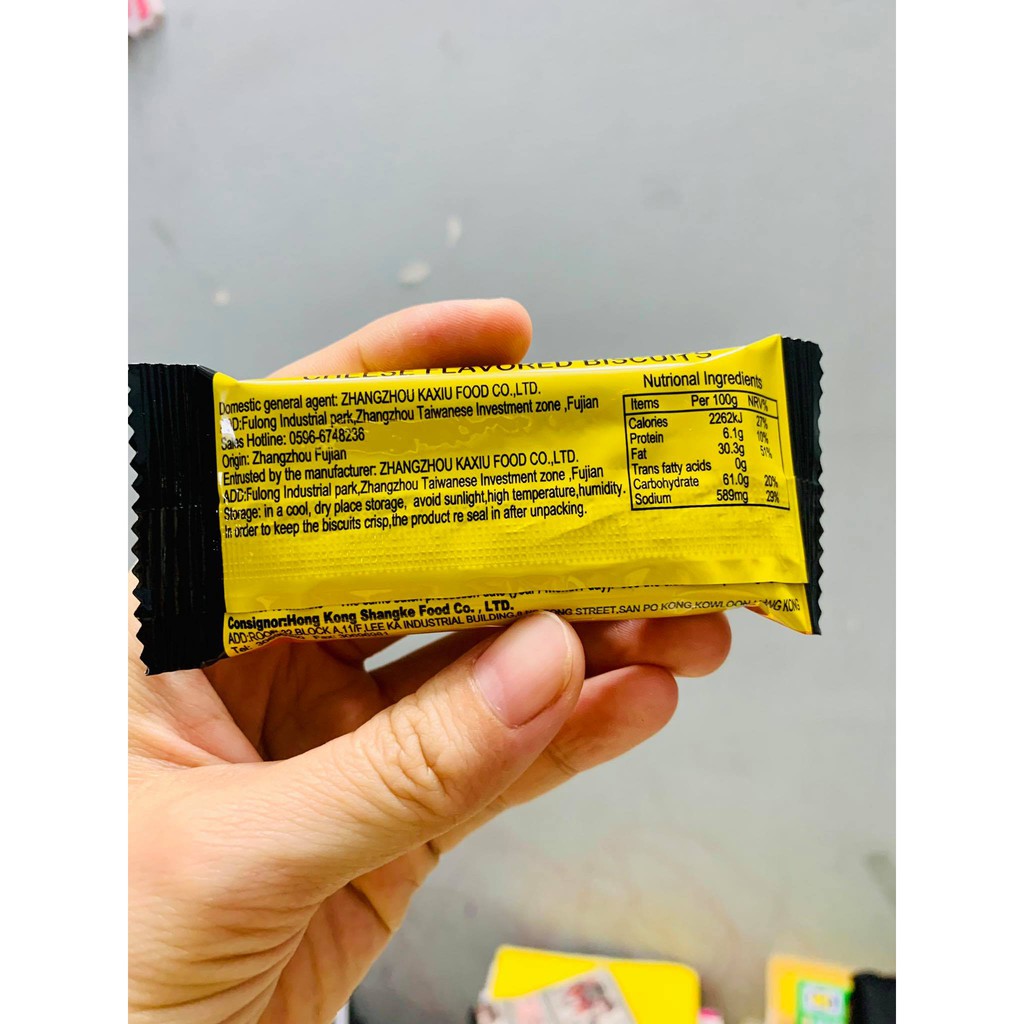 CHEESE FLAVORED BISCUITS
Domestic general agent: ZHANGZHOU KAXIU FOOD CO.,LTD.
ADD:Fulong Industrial park,Zhangzhou Taiwanese Investment zone ,Fujian
Sales Hotline: 0596-6748236
Origin: Zhangzhou Fujian
Entrusted by the manufacturer: ZHANGZHOU KAXIU FOOD CO.,LTD.
ADD:Fulong Industrial park,Zhangzhou Taiwanese Investment zone ,Fujian
Storage: in a cool, dry place storage, avoid sunlight,high temperature,humidity.
In order to keep the biscuits crisp,the product re seal in after unpacking.
Nutrional Ingredients
Items Per 100g NRV%
Calories 2262kJ 27%
Protein 6.1g 10%
Fat 30.3g 51%
Trans fatty acids 0g
Carbohydrate 61.0g 20%
Sodium 589mg 29%
Consignor:Hong Kong Shangke Food Co. , LTD.
BLOCK A,11/F,LEE KA INDUSTRIAL BUILDING, STREET,SAN PO KONG,KOWLOON KONG
Tel: Fax